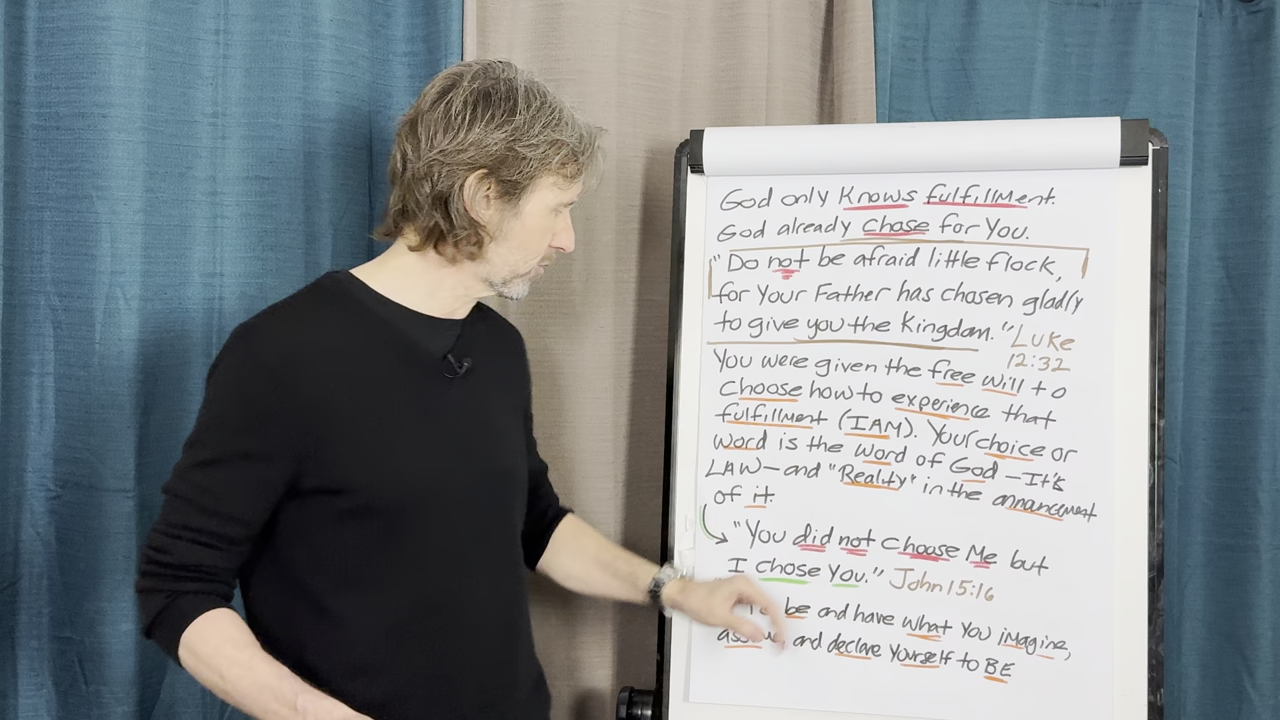 God only Knows fulfillment.
God already chose for You.
"Do not be afraid little flock,
for Your Father has chosen gladly
to give you the Kingdom." Luke
12:32
You were given the free will to
choose how to experience that
fulfillment (IAM). Your choice or
word is the word of God - It's
LAW - and "Reality" in the annancement
of it.
"You did not choose Me but
I chose You." John 15:16
be and have what You imagine,
and declare Yourself to BE